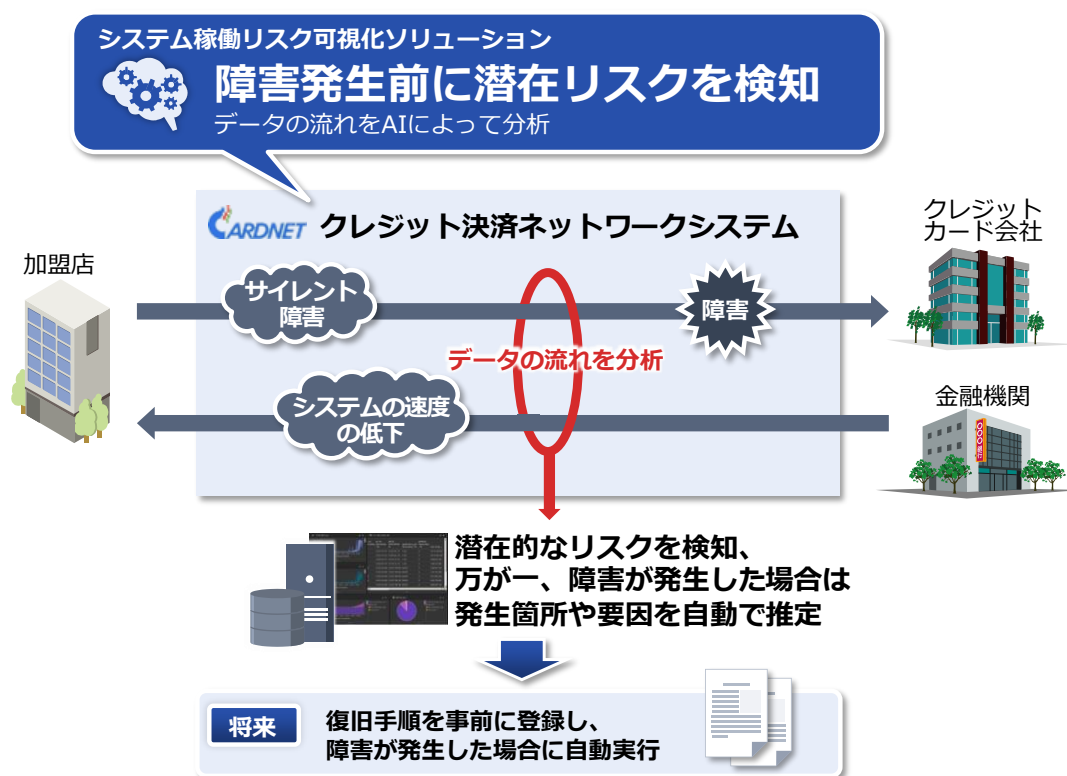 システム稼働リスク可視化ソリューション
障害発生前に潜在リスクを検知
データの流れをAIによって分析
CARDNET クレジット決済ネットワークシステム
クレジット
カード会社
加盟店
サイレント
障害
障害
データの流れを分析
システムの速度
の低下
金融機関
潜在的なリスクを検知、
万が一、障害が発生した場合は
発生箇所や要因を自動で推定
将来
復旧手順を事前に登録し、
障害が発生した場合に自動実行